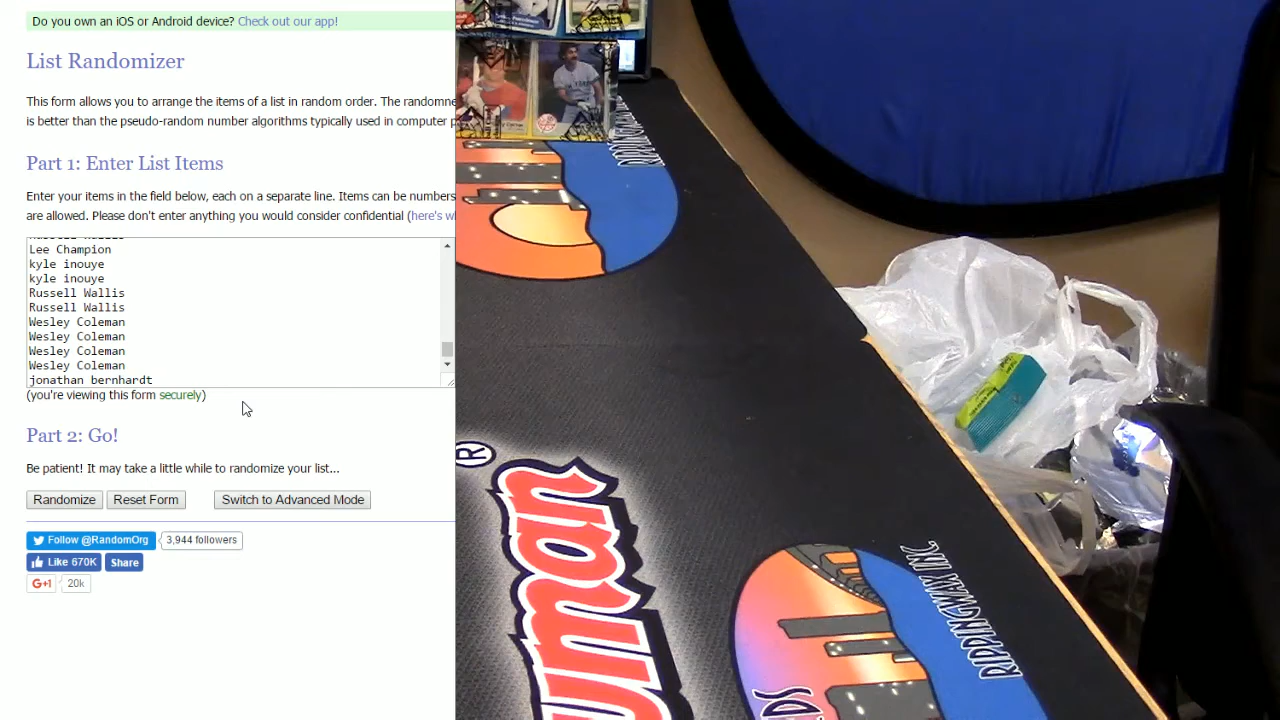 Do you own an iOS or Android device? Check out our app!
List Randomizer
This form allows you to arrange the items of a list in random order. The randomne
is better than the pseudo-random number algorithms typically used in computer p
Part 1: Enter List Items
Enter your items in the field below, each on a separate line. Items can be numbers
are allowed. Please don't enter anything you would consider confidential (here's w
Lee Champion
kyle inouye
kyle inouye
Russell Wallis
Russell Wallis
Wesley Coleman
Wesley Coleman
Wesley Coleman
Wesley Coleman
jonathan bernhardt
(you're viewing this form securely)
Part 2: Go!
Be patient! It may take a little while to randomize your list...
Randomize Reset Form Switch to Advanced Mode
Follow @RandomOrg 3,944 followers
Like 670K Share
G+1 20k
R
uman
RIPPINGWAX INC.
DS